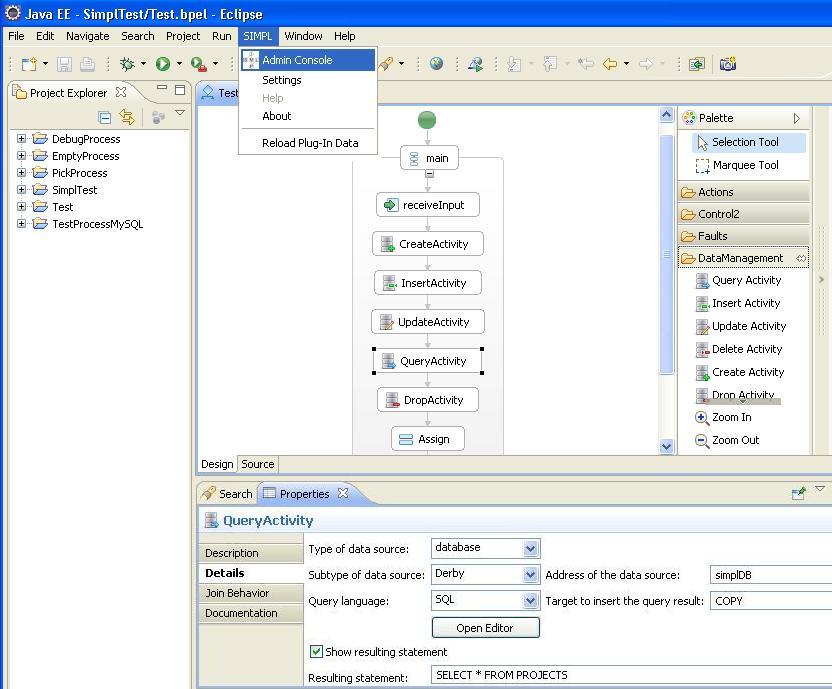 Java EE - SimplTest/Test.bpel - Eclipse
File Edit Navigate Search Project Run SIMPL Window Help
Admin Console
Settings
Help
About
Reload Plug-In Data
Project Explorer
DebugProcess
EmptyProcess
PickProcess
SimplTest
Test
TestProcessMySQL
Test
main
receiveInput
CreateActivity
InsertActivity
UpdateActivity
QueryActivity
DropActivity
Assign
Design Source
Palette
Selection Tool
Marquee Tool
Actions
Control2
Faults
DataManagement
Query Activity
Insert Activity
Update Activity
Delete Activity
Create Activity
Drop Activity
Zoom In
Zoom Out
Search Properties
QueryActivity
Description
Details
Join Behavior
Documentation
Type of data source: database
Subtype of data source: Derby Address of the data source: simplDB
Query language: SQL Target to insert the query result: COPY
Open Editor
Show resulting statement
Resulting statement: SELECT * FROM PROJECTS